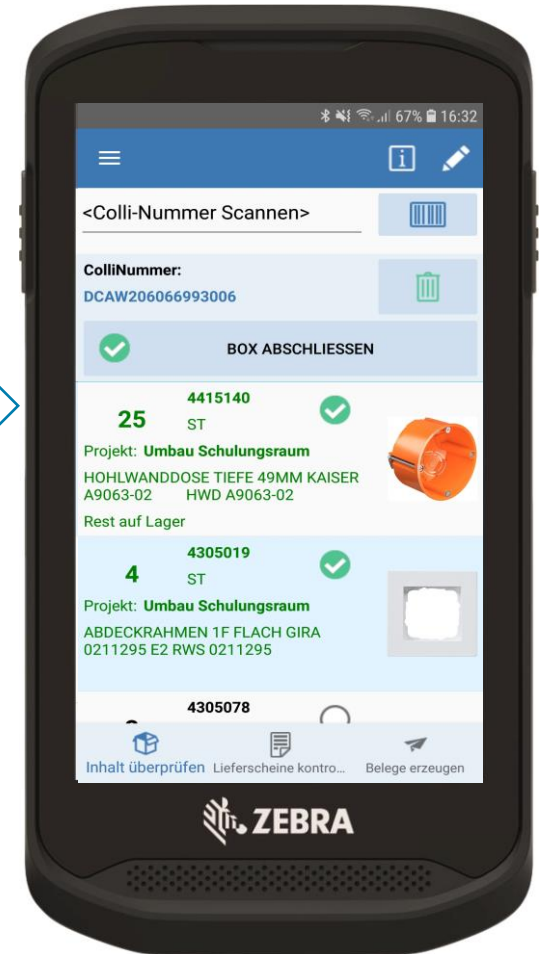 67% 16:32
i
<Colli-Nummer Scannen>
ColliNummer:
DCAW206066993006
BOX ABSCHLIESSEN
4415140
25 ST
Projekt: Umbau Schulungsraum
HOHLWANDDOSE TIEFE 49MM KAISER
A9063-02 HWD A9063-02
Rest auf Lager
4305019
4 ST
Projekt: Umbau Schulungsraum
ABDECKRAHMEN 1F FLACH GIRA
0211295 E2 RWS 0211295
4305078
Inhalt überprüfen Lieferscheine kontro... Belege erzeugen
ZEBRA